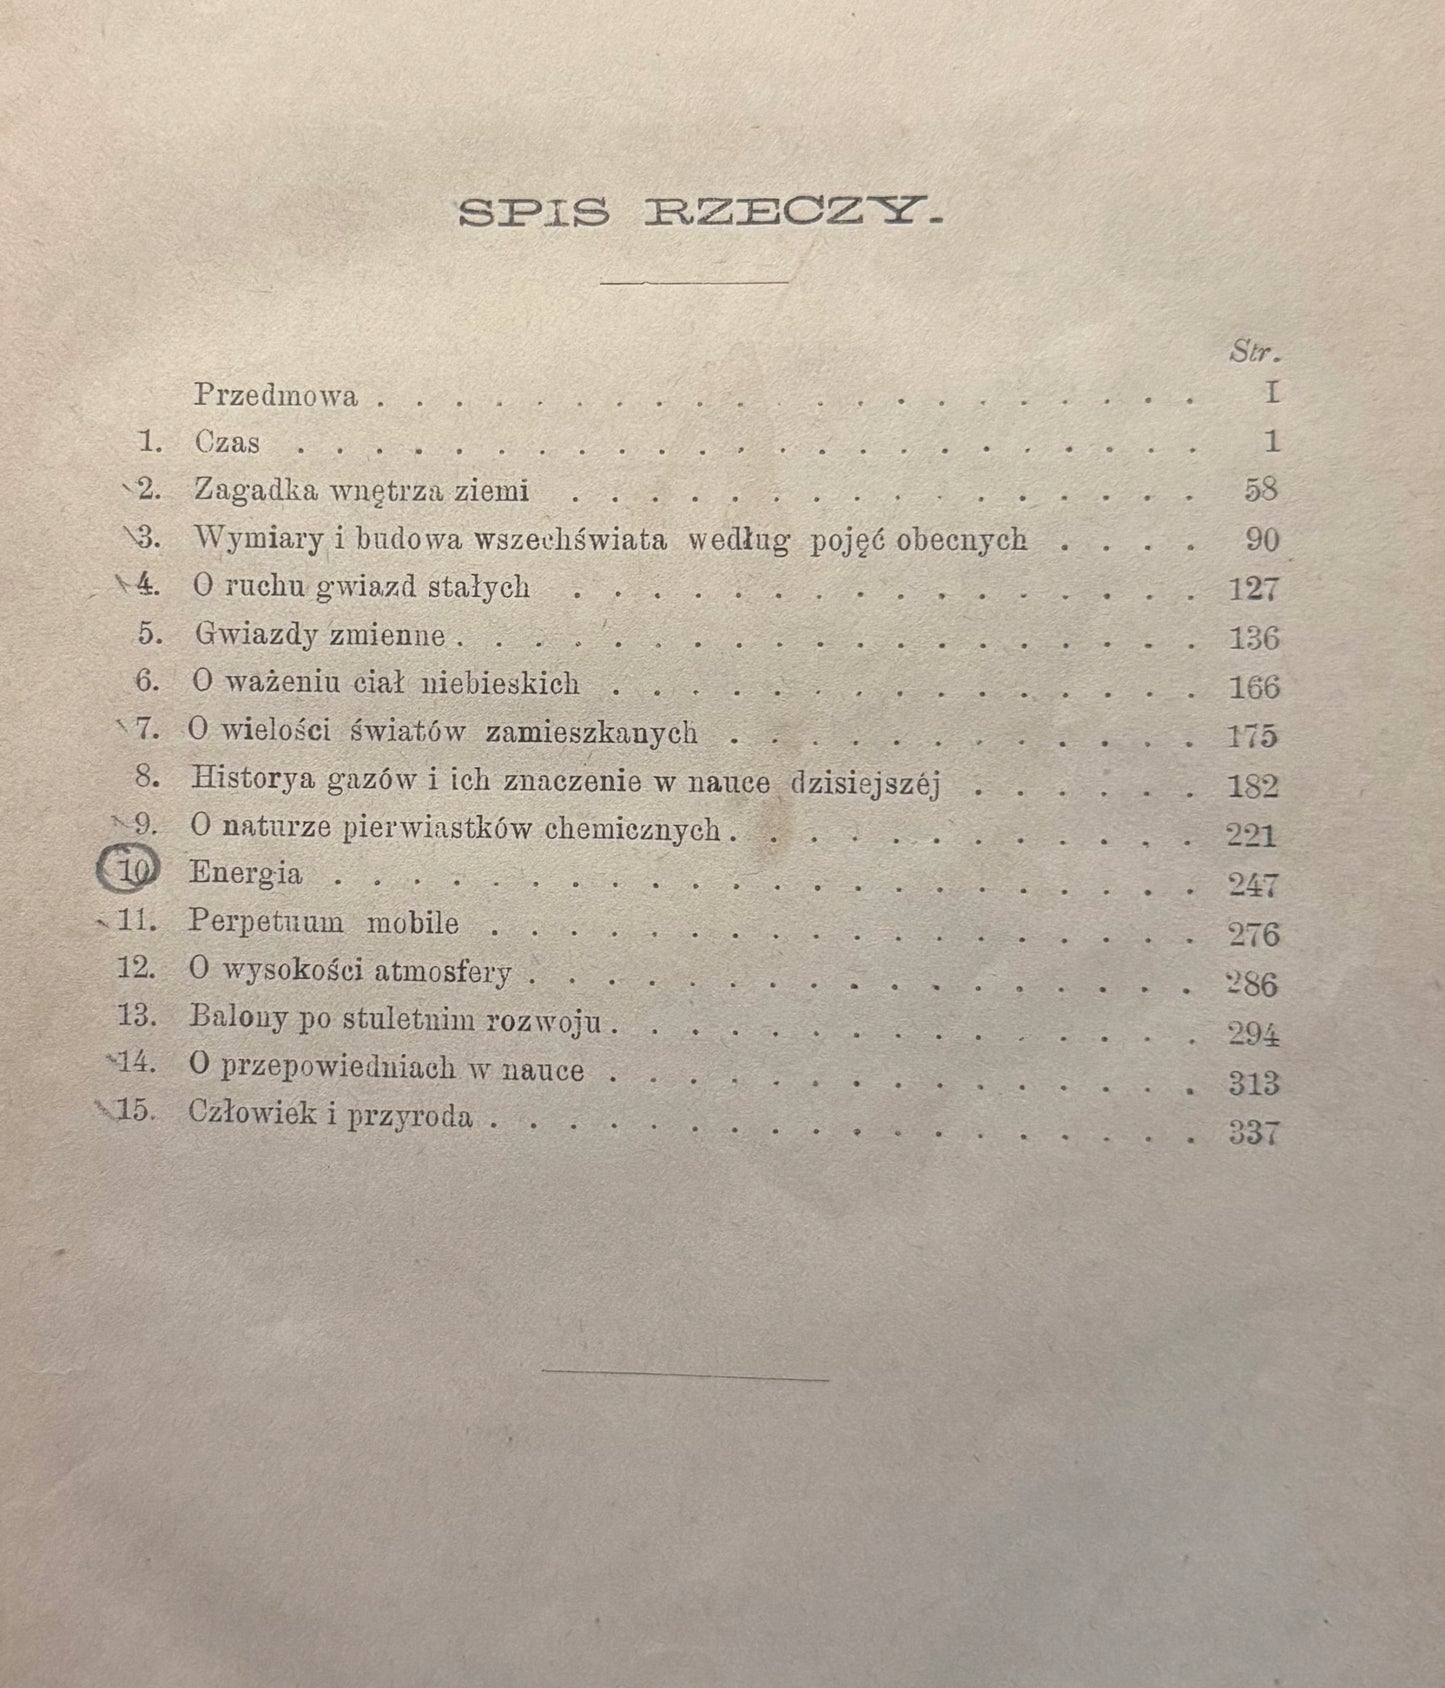 SPIS RZECZY.
Str.
Przedmowa . . . . . . . . . . . . . . . . . . . . . I
1. Czas . . . . . . . . . . . . . . . . . . . . . . . 1
2. Zagadka wnętrza ziemi . . . . . . . . . . . . . . . . 58
3. Wymiary i budowa wszechświata według pojęć obecnych . . . . 90
4. O ruchu gwiazd stałych . . . . . . . . . . . . . . . . 127
5. Gwiazdy zmienne . . . . . . . . . . . . . . . . . . . 136
6. O ważeniu ciał niebieskich . . . . . . . . . . . . . . . 166
7. O wielości światów zamieszkanych . . . . . . . . . . . . 175
8. Historya gazów i ich znaczenie w nauce dzisiejszéj . . . . . . 182
9. O naturze pierwiastków chemicznych . . . . . . . . . . . . 221
10 Energia . . . . . . . . . . . . . . . . . . . . . . 247
11. Perpetuum mobile . . . . . . . . . . . . . . . . . . 276
12. O wysokości atmosfery . . . . . . . . . . . . . . . . . 286
13. Balony po stuletnim rozwoju . . . . . . . . . . . . . . . 294
14. O przepowiedniach w nauce . . . . . . . . . . . . . . . 313
15. Człowiek i przyroda . . . . . . . . . . . . . . . . . . 337